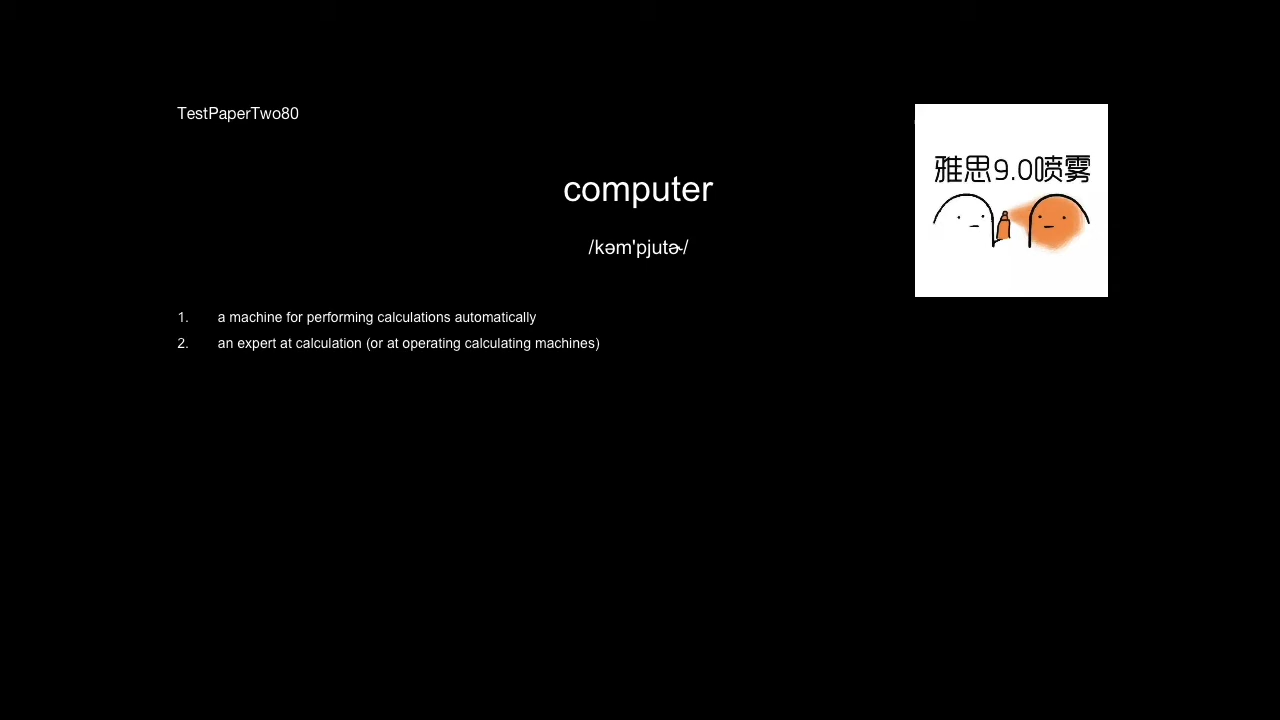 TestPaperTwo80
雅思9.0喷雾
computer
/kəm'pjutɚ/
1. a machine for performing calculations automatically
2. an expert at calculation (or at operating calculating machines)